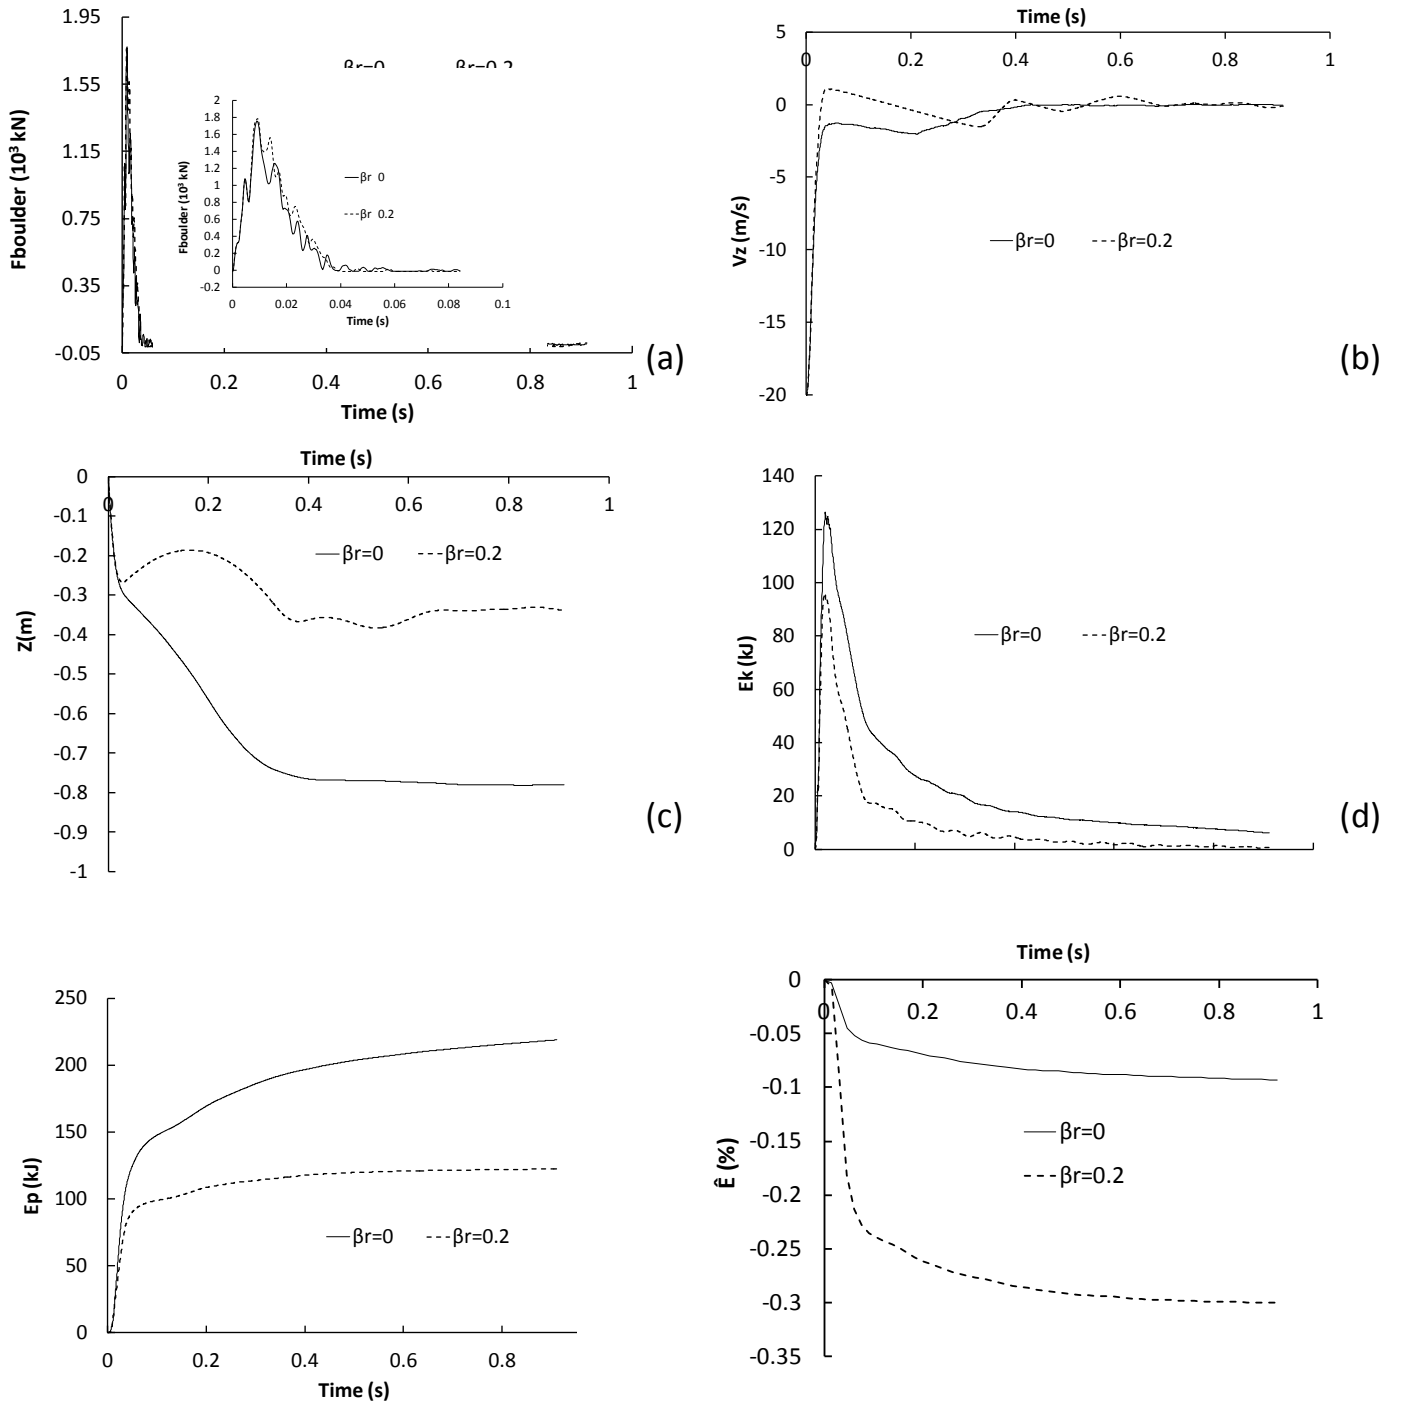 1.95
1.55
1.15
0.75
0.35
-0.05
Fboulder (10³ kN)
βr=0 βr=0.2
2
1.8
1.6
1.4
1.2
1
0.8
0.6
0.4
0.2
0
-0.2
Fboulder (10³ kN)
βr 0
βr 0.2
0 0.02 0.04 0.06 0.08 0.1
Time (s)
0 0.2 0.4 0.6 0.8 1
Time (s)
(a)
Time (s)
5
0
-5
-10
-15
-20
0 0.2 0.4 0.6 0.8 1
Vz (m/s)
βr=0 βr=0.2
(b)
Time (s)
0
-0.1
-0.2
-0.3
-0.4
-0.5
-0.6
-0.7
-0.8
-0.9
-1
0 0.2 0.4 0.6 0.8 1
Z(m)
βr=0 βr=0.2
(c)
140
120
100
80
60
40
20
0
Ek (kJ)
βr=0 βr=0.2
(d)
250
200
150
100
50
0
Ep (kJ)
βr=0 βr=0.2
0 0.2 0.4 0.6 0.8
Time (s)
Time (s)
0
-0.05
-0.1
-0.15
-0.2
-0.25
-0.3
-0.35
0 0.2 0.4 0.6 0.8 1
Ê (%)
βr=0
βr=0.2